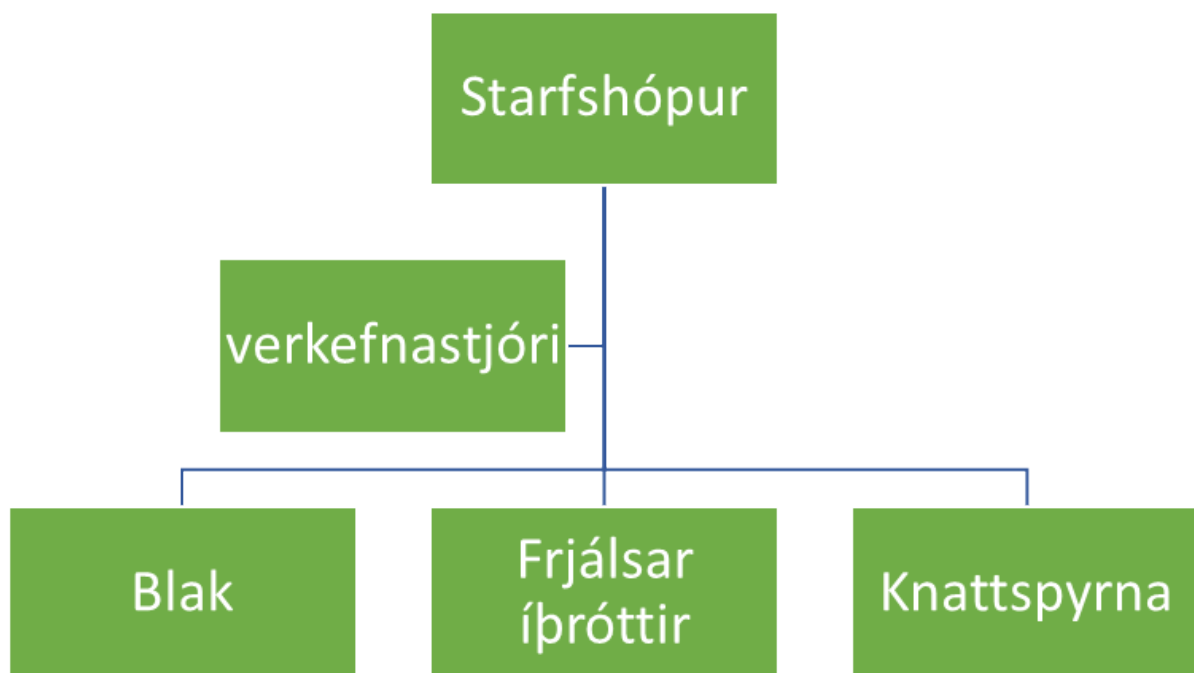 Starfshópur
verkefnastjóri
Blak
Frjálsar
íþróttir
Knattspyrna